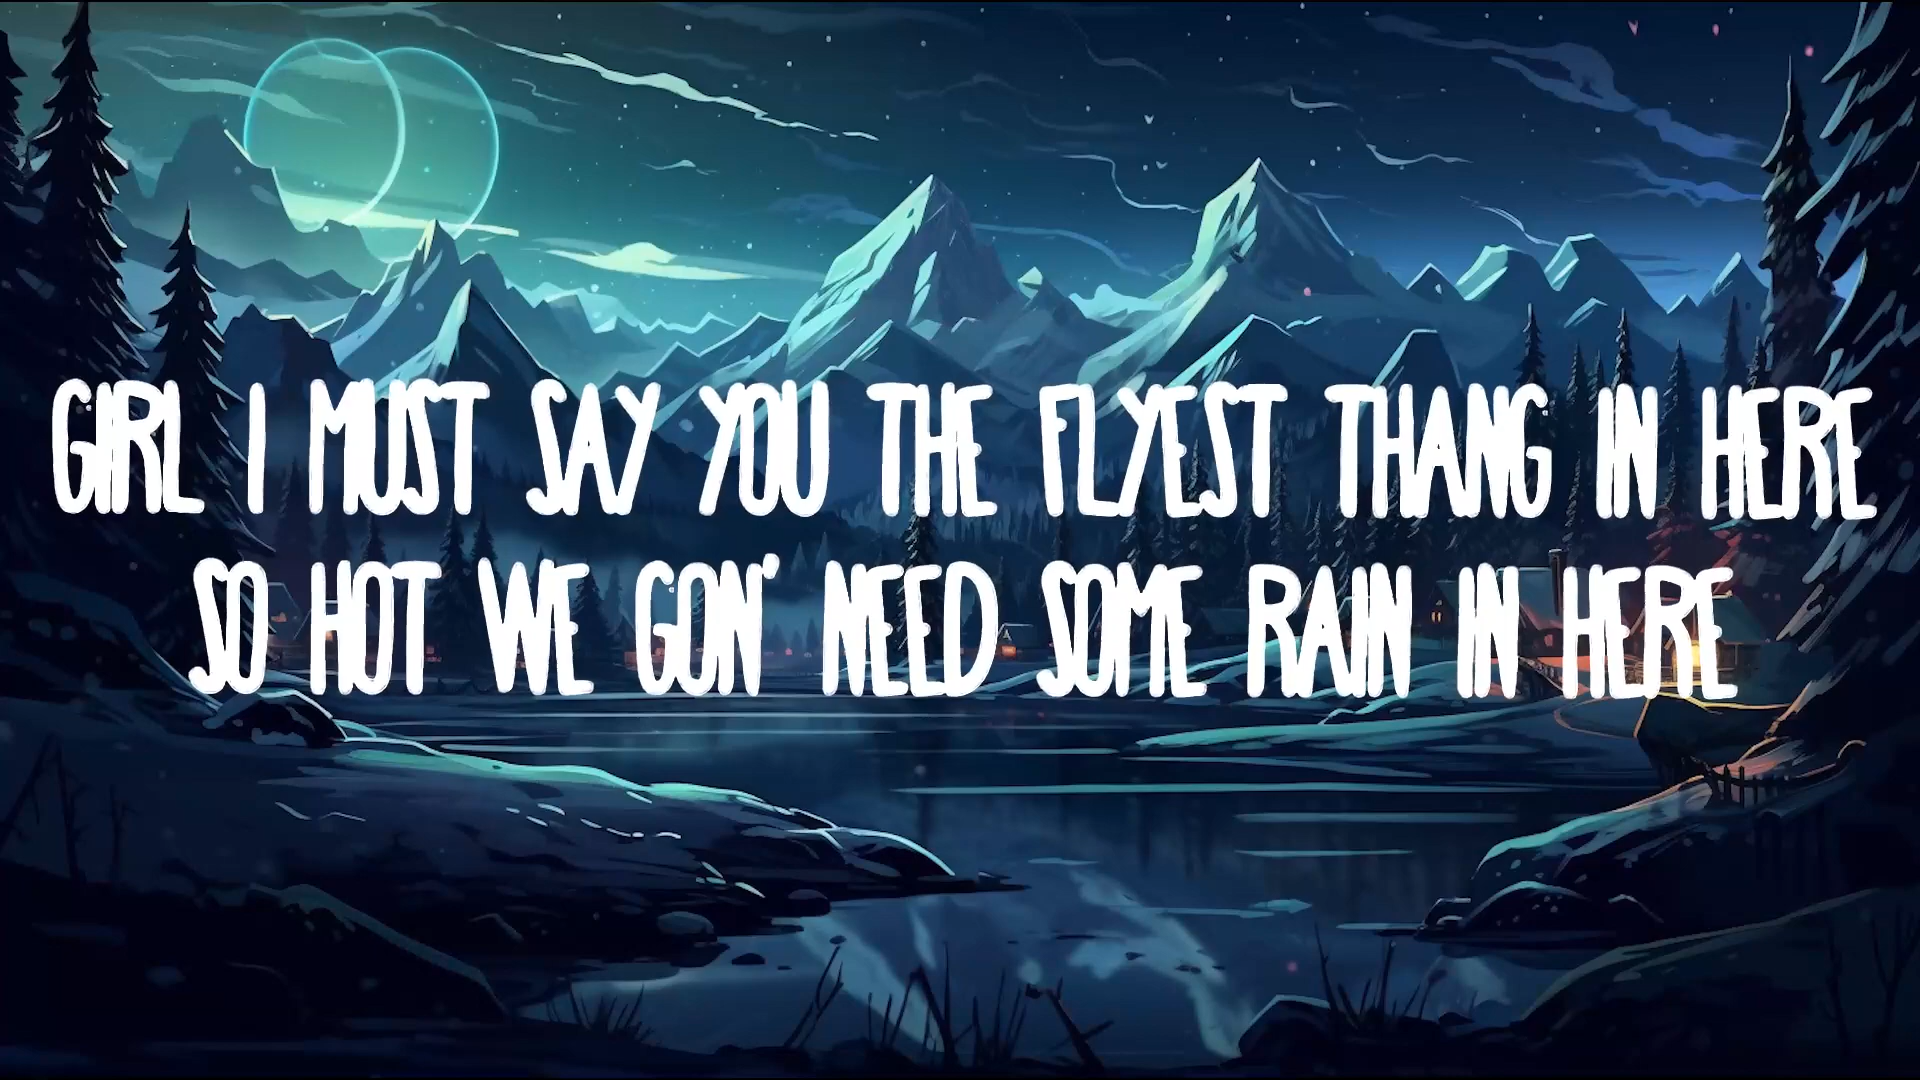 GIRL I MUST SAY YOU THE FLYEST THANG IN HERE
SO HOT WE GON' NEED SOME RAIN IN HERE